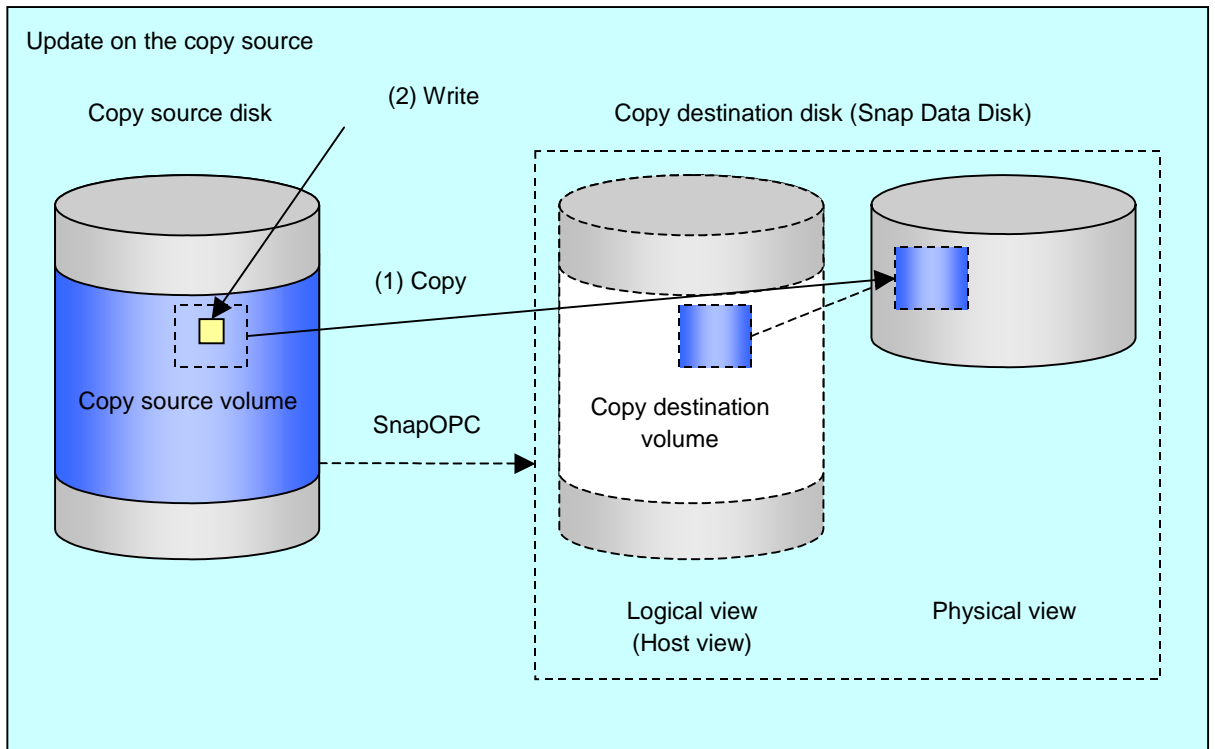 Update on the copy source
(2) Write
Copy source disk
Copy destination disk (Snap Data Disk)
(1) Copy
Copy source volume
SnapOPC
Copy destination
volume
Logical view
(Host view)
Physical view